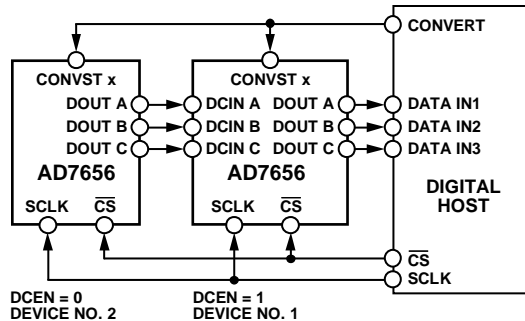 CONVERT
CONVST x
CONVST x
DOUT A
DCIN A
DOUT A
DATA IN1
DOUT B
DCIN B
DOUT B
DATA IN2
DOUT C
DCIN C
DOUT C
DATA IN3
AD7656
AD7656
DIGITAL
HOST
SCLK
CS
SCLK
CS
CS
SCLK
DCEN = 0
DEVICE NO. 2
DCEN = 1
DEVICE NO. 1